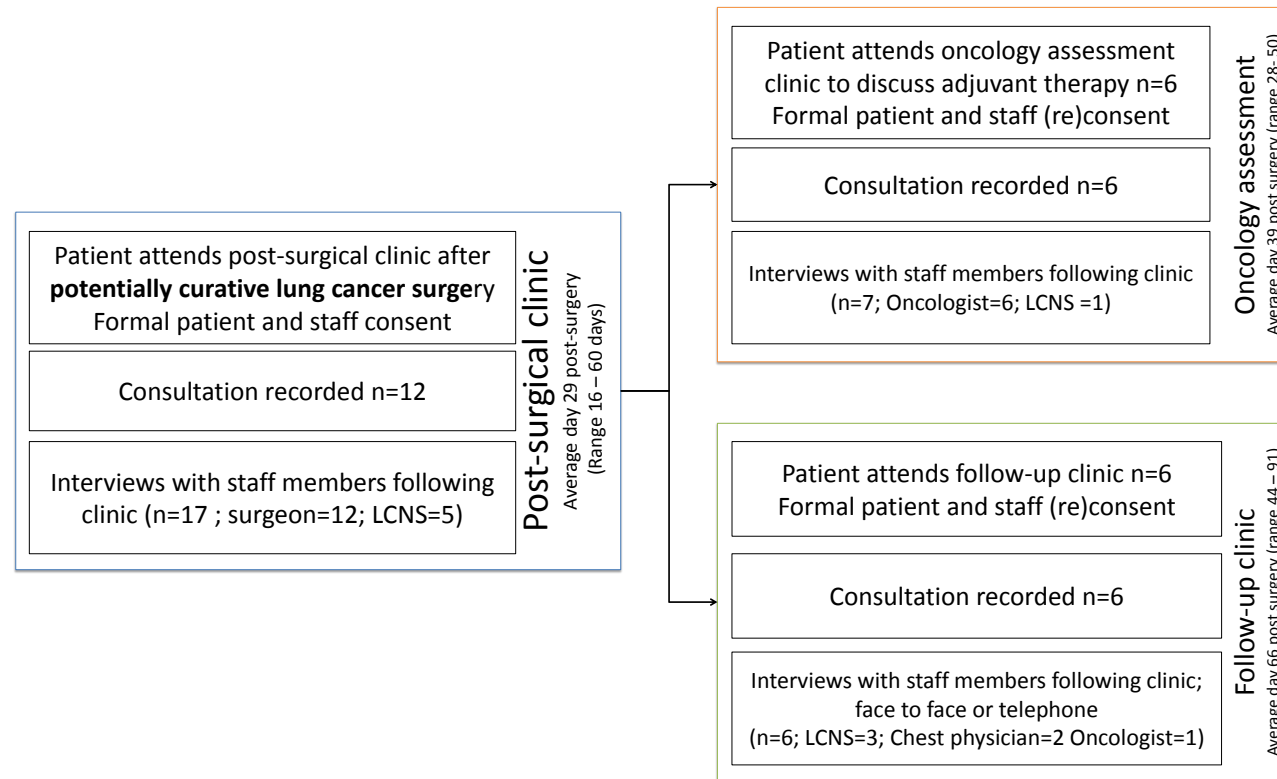 Patient attends post-surgical clinic after
potentially curative lung cancer surgery
Formal patient and staff consent
Consultation recorded n=12
Interviews with staff members following
clinic (n=17 ; surgeon=12; LCNS=5)
Post-surgical clinic
Average day 29 post-surgery
(Range 16 – 60 days)
Patient attends oncology assessment
clinic to discuss adjuvant therapy n=6
Formal patient and staff (re)consent
Consultation recorded n=6
Interviews with staff members following clinic
(n=7; Oncologist=6; LCNS =1)
Oncology assessment
Average day 39 post surgery (range 28- 50)
Patient attends follow-up clinic n=6
Formal patient and staff (re)consent
Consultation recorded n=6
Interviews with staff members following clinic;
face to face or telephone
(n=6; LCNS=3; Chest physician=2 Oncologist=1)
Follow-up clinic
Average day 66 post surgery (range 44 – 91)